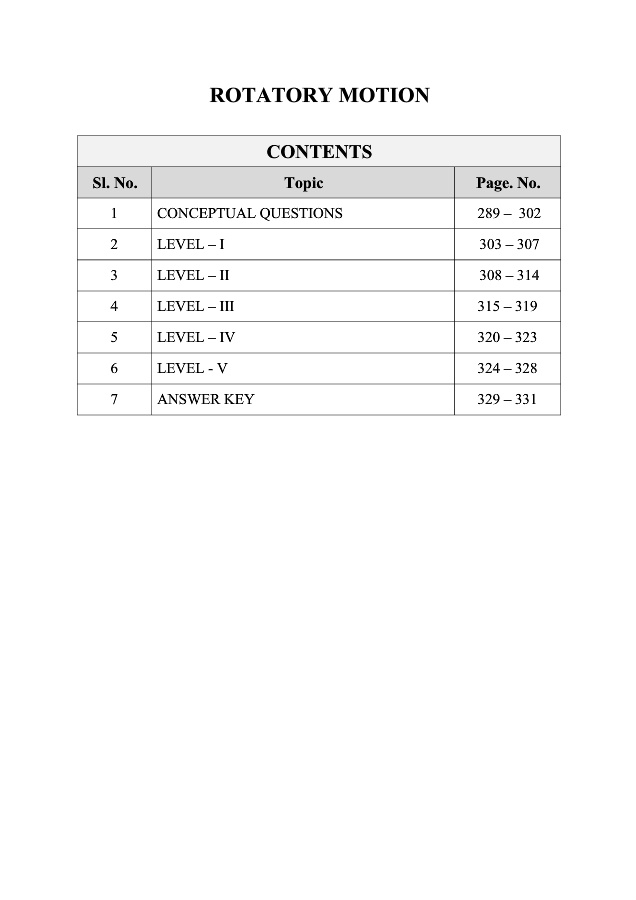 ROTATORY MOTION
CONTENTS
Sl. No. Topic Page. No.
1 CONCEPTUAL QUESTIONS 289 – 302
2 LEVEL – I 303 – 307
3 LEVEL – II 308 – 314
4 LEVEL – III 315 – 319
5 LEVEL – IV 320 – 323
6 LEVEL - V 324 – 328
7 ANSWER KEY 329 – 331